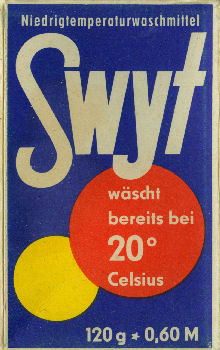 Niedrigtemperaturwaschmittel
Swyt
wäscht
bereits bei
20°
Celsius
120 g * 0,60 M